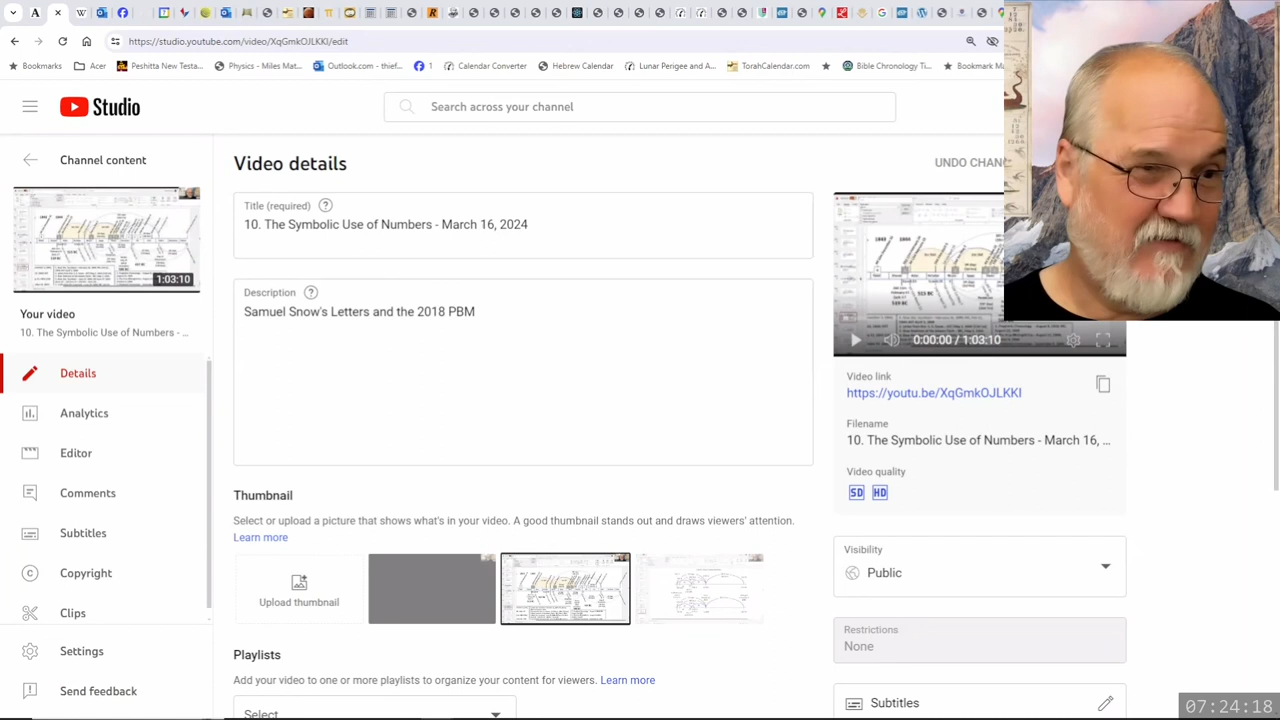 https://studio.youtube.com/video/XqGmkOJLKKI/edit
Bookmarks
Acer
Peshitta New Testa...
Physics - Miles Mat...
Outlook.com - thief...
1
Calendar Converter
Hebrew Calendar
Lunar Perigee and A...
TorahCalendar.com
Bible Chronology Ti...
Bookmark Ma
Studio
Search across your channel
Channel content
Video details
UNDO CHAN
1:03:10
Your video
10. The Symbolic Use of Numbers - ...
Details
Analytics
Editor
Comments
Subtitles
Copyright
Clips
Settings
Send feedback
Title (required)
10. The Symbolic Use of Numbers - March 16, 2024
Description
Samuel Snow's Letters and the 2018 PBM
Thumbnail
Select or upload a picture that shows what's in your video. A good thumbnail stands out and draws viewers' attention.
Learn more
Upload thumbnail
Playlists
Add your video to one or more playlists to organize your content for viewers. Learn more
Select
0:00:00 / 1:03:10
Video link
https://youtu.be/XqGmkOJLKKI
Filename
10. The Symbolic Use of Numbers - March 16, ...
Video quality
SD HD
Visibility
Public
Restrictions
None
Subtitles
07:24:18